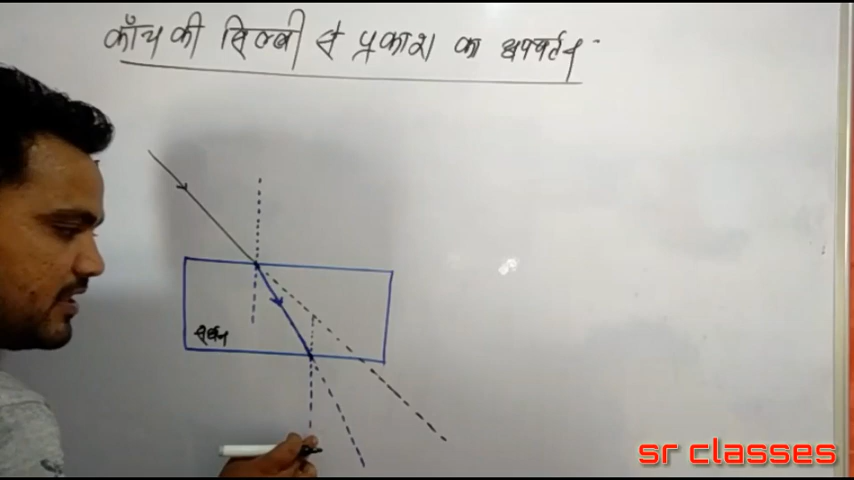 काँच की सिल्ली से प्रकाश का अपवर्तन
सघन
sr classes